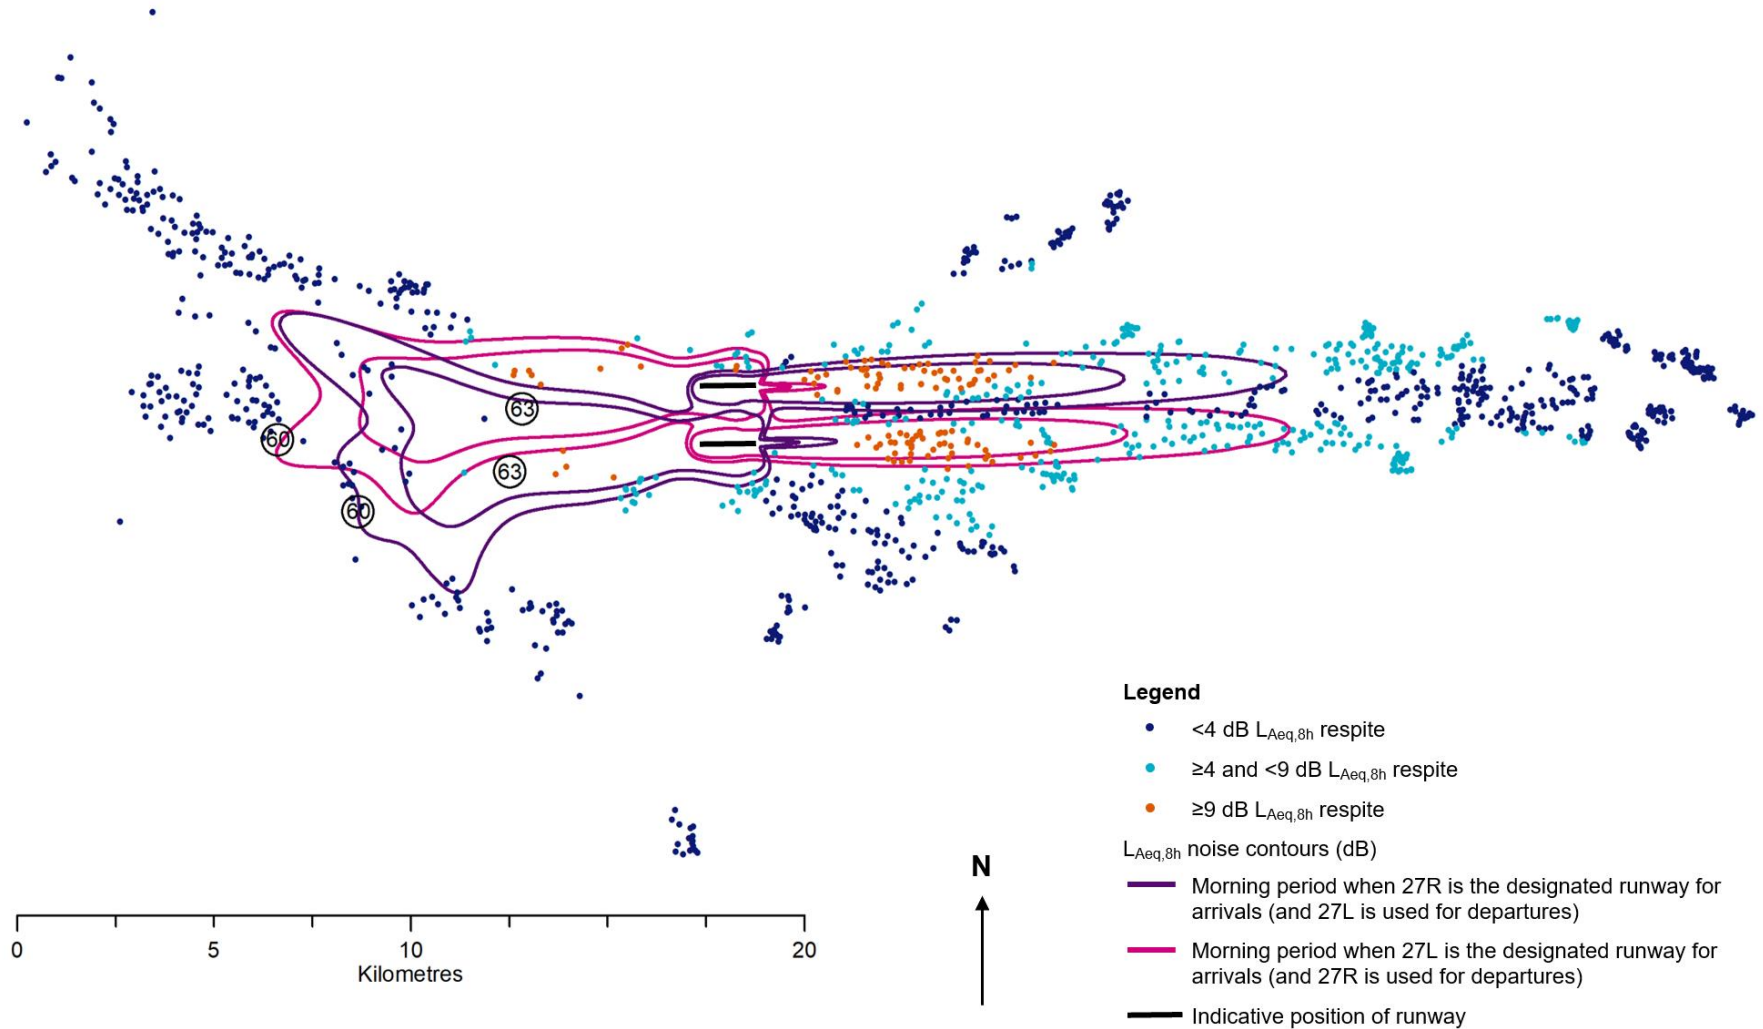 63
60
63
60
Legend
<4 dB LAeq,8h respite
≥4 and <9 dB LAeq,8h respite
≥9 dB LAeq,8h respite
LAeq,8h noise contours (dB)
Morning period when 27R is the designated runway for
arrivals (and 27L is used for departures)
Morning period when 27L is the designated runway for
arrivals (and 27R is used for departures)
Indicative position of runway
N
0 5 10 20
Kilometres